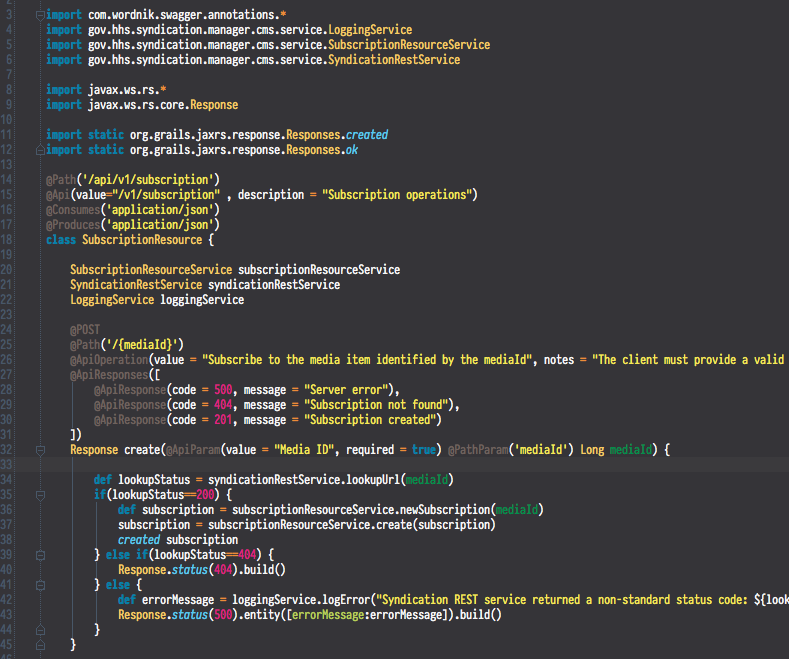 3 import com.wordnik.swagger.annotations.*
4 import gov.hhs.syndication.manager.cms.service.LoggingService
5 import gov.hhs.syndication.manager.cms.service.SubscriptionResourceService
6 import gov.hhs.syndication.manager.cms.service.SyndicationRestService
7
8 import javax.ws.rs.*
9 import javax.ws.rs.core.Response
10
11 import static org.grails.jaxrs.response.Responses.created
12 import static org.grails.jaxrs.response.Responses.ok
13
14 @Path('/api/v1/subscription')
15 @Api(value="/v1/subscription" , description = "Subscription operations")
16 @Consumes('application/json')
17 @Produces('application/json')
18 class SubscriptionResource {
19
20 SubscriptionResourceService subscriptionResourceService
21 SyndicationRestService syndicationRestService
22 LoggingService loggingService
23
24 @POST
25 @Path('/{mediaId}')
26 @ApiOperation(value = "Subscribe to the media item identified by the mediaId", notes = "The client must provide a valid
27 @ApiResponses([
28 @ApiResponse(code = 500, message = "Server error"),
29 @ApiResponse(code = 404, message = "Subscription not found"),
30 @ApiResponse(code = 201, message = "Subscription created")
31 ])
32 Response create(@ApiParam(value = "Media ID", required = true) @PathParam('mediaId') Long mediaId) {
33
34 def lookupStatus = syndicationRestService.lookupUrl(mediaId)
35 if(lookupStatus==200) {
36 def subscription = subscriptionResourceService.newSubscription(mediaId)
37 subscription = subscriptionResourceService.create(subscription)
38 created subscription
39 } else if(lookupStatus==404) {
40 Response.status(404).build()
41 } else {
42 def errorMessage = loggingService.logError("Syndication REST service returned a non-standard status code: ${look
43 Response.status(500).entity([errorMessage:errorMessage]).build()
44 }
45 }